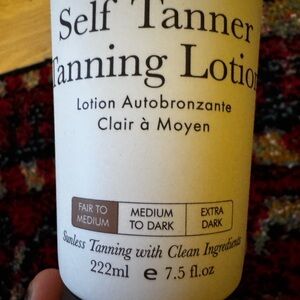 Self Tanner
Tanning Lotion
Lotion Autobronzante
Clair à Moyen
FAIR TO MEDIUM
MEDIUM TO DARK
EXTRA DARK
Sunless Tanning with Clean Ingredients
222ml e 7.5 fl.oz